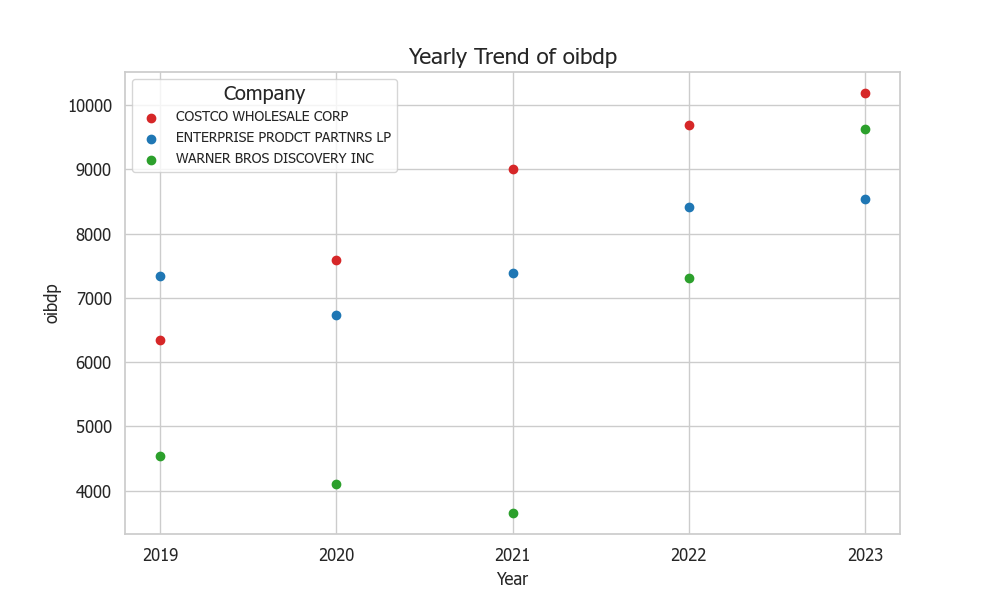 Yearly Trend of oibdp
Company
COSTCO WHOLESALE CORP
ENTERPRISE PRODCT PARTNRS LP
WARNER BROS DISCOVERY INC
10000
9000
8000
7000
6000
5000
4000
oibdp
2019 2020 2021 2022 2023
Year